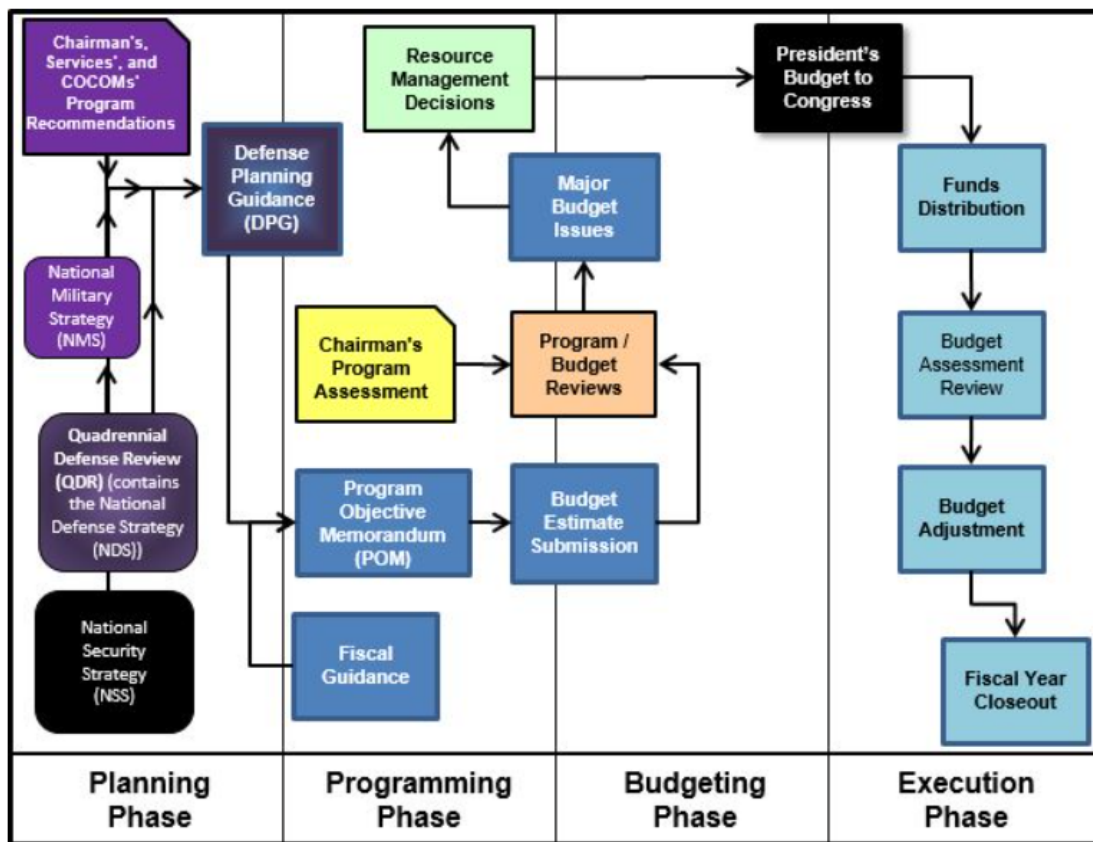 Chairman's,
Services', and
COCOMs'
Program
Recommendations
Defense
Planning
Guidance
(DPG)
National
Military
Strategy
(NMS)
Quadrennial
Defense Review
(QDR) (contains
the National
Defense Strategy
(NDS))
National
Security
Strategy
(NSS)
Resource
Management
Decisions
Major
Budget
Issues
Chairman's
Program
Assessment
Program /
Budget
Reviews
Program
Objective
Memorandum
(POM)
Budget
Estimate
Submission
Fiscal
Guidance
President's
Budget to
Congress
Funds
Distribution
Budget
Assessment
Review
Budget
Adjustment
Fiscal Year
Closeout
Planning
Phase
Programming
Phase
Budgeting
Phase
Execution
Phase